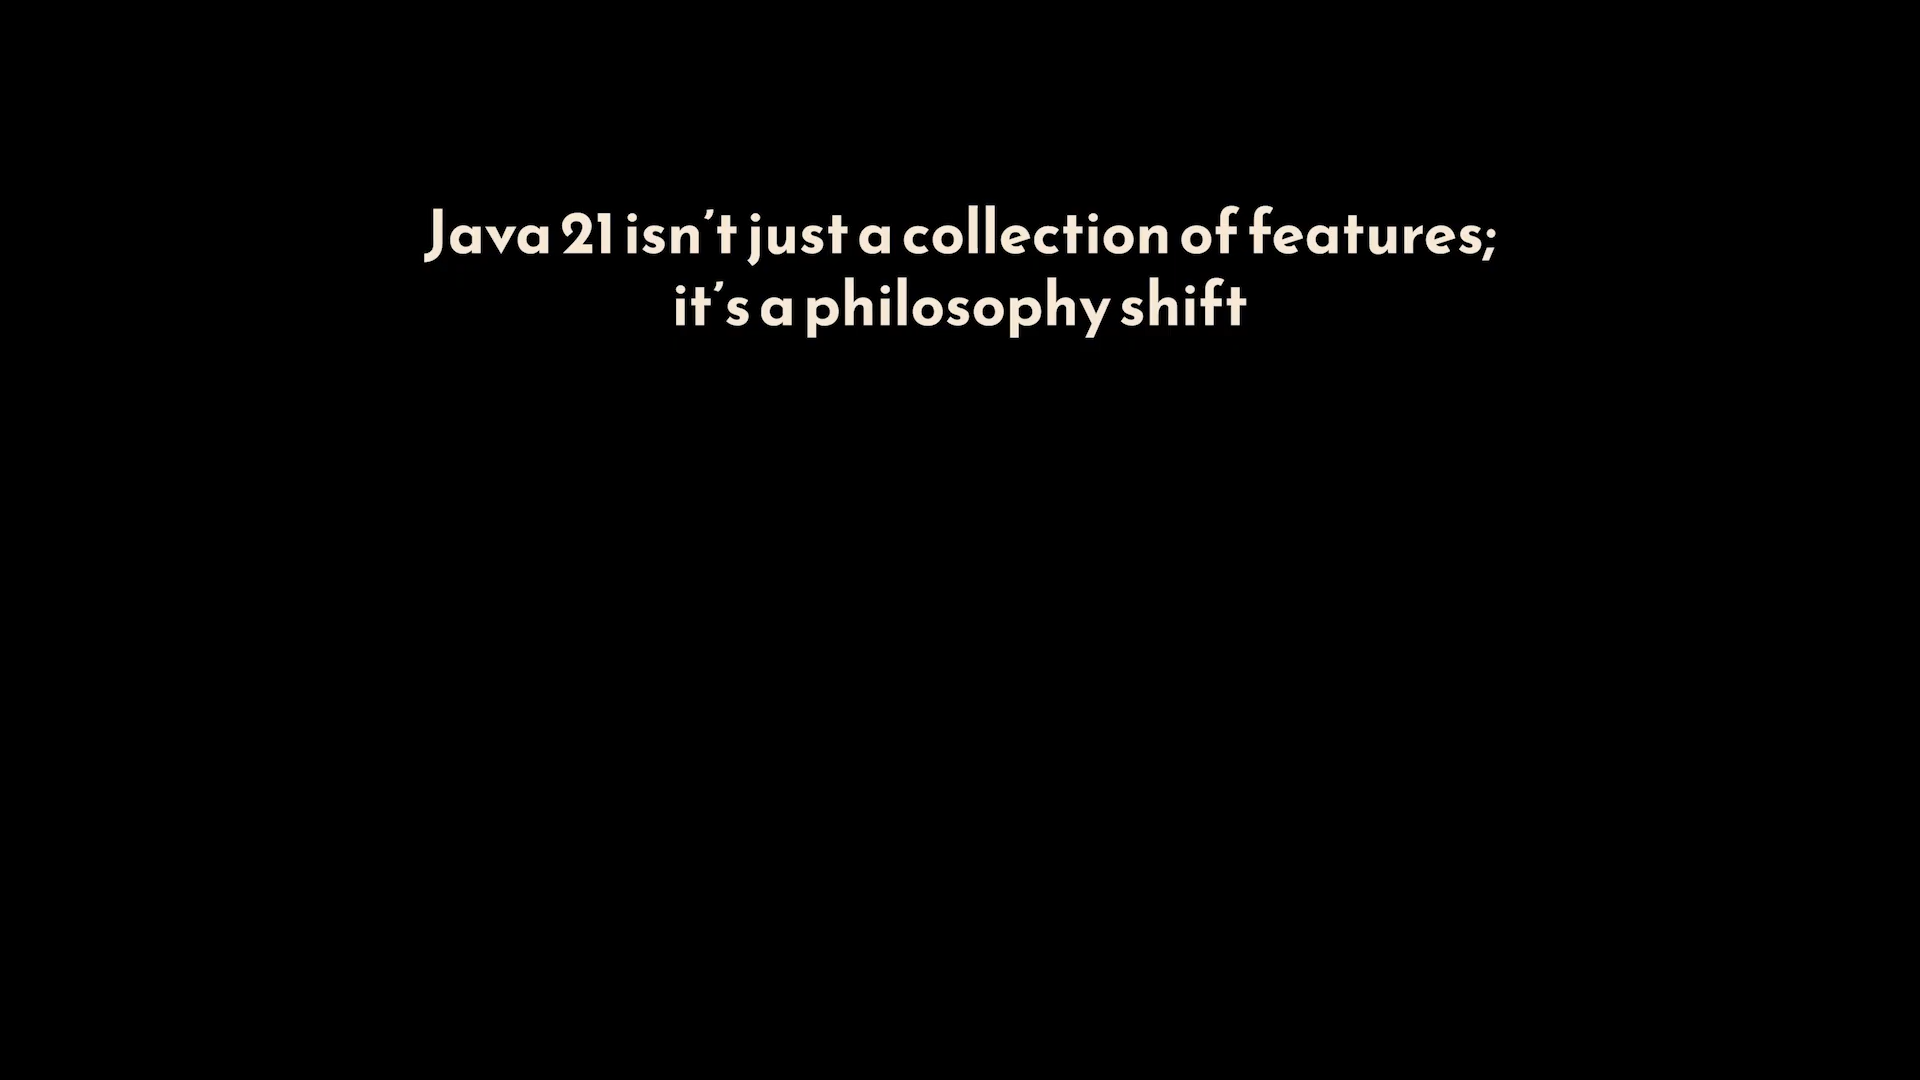 Java 21 isn’t just a collection of features;
it’s a philosophy shift